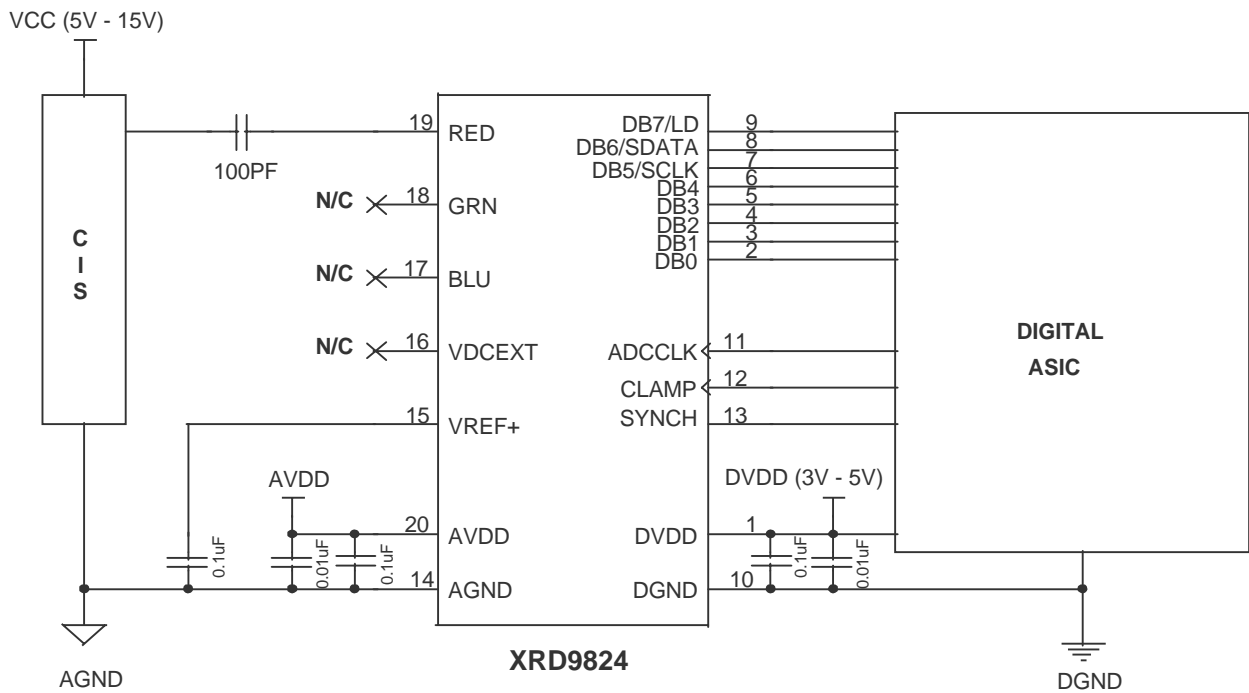 VCC (5V - 15V)
C
I
S
100PF
19 RED
N/C 18 GRN
N/C 17 BLU
N/C 16 VDCEXT
15 VREF+
AVDD
20 AVDD
14 AGND
0.1uF
0.01uF
0.1uF
AGND
DB7/LD 9
DB6/SDATA 8
DB5/SCLK 7
DB4 6
DB3 5
DB2 4
DB1 3
DB0 2
ADCCLK 11
CLAMP 12
SYNCH 13
DVDD (3V - 5V)
DVDD 1
DGND 10
0.1uF
0.01uF
DIGITAL
ASIC
XRD9824
DGND